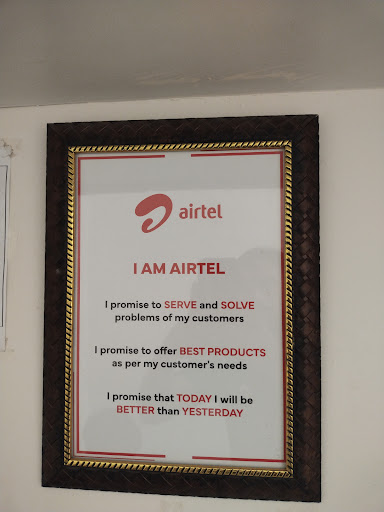 airtel
I AM AIRTEL
I promise to SERVE and SOLVE
problems of my customers
I promise to offer BEST PRODUCTS
as per my customer's needs
I promise that TODAY I will be
BETTER than YESTERDAY